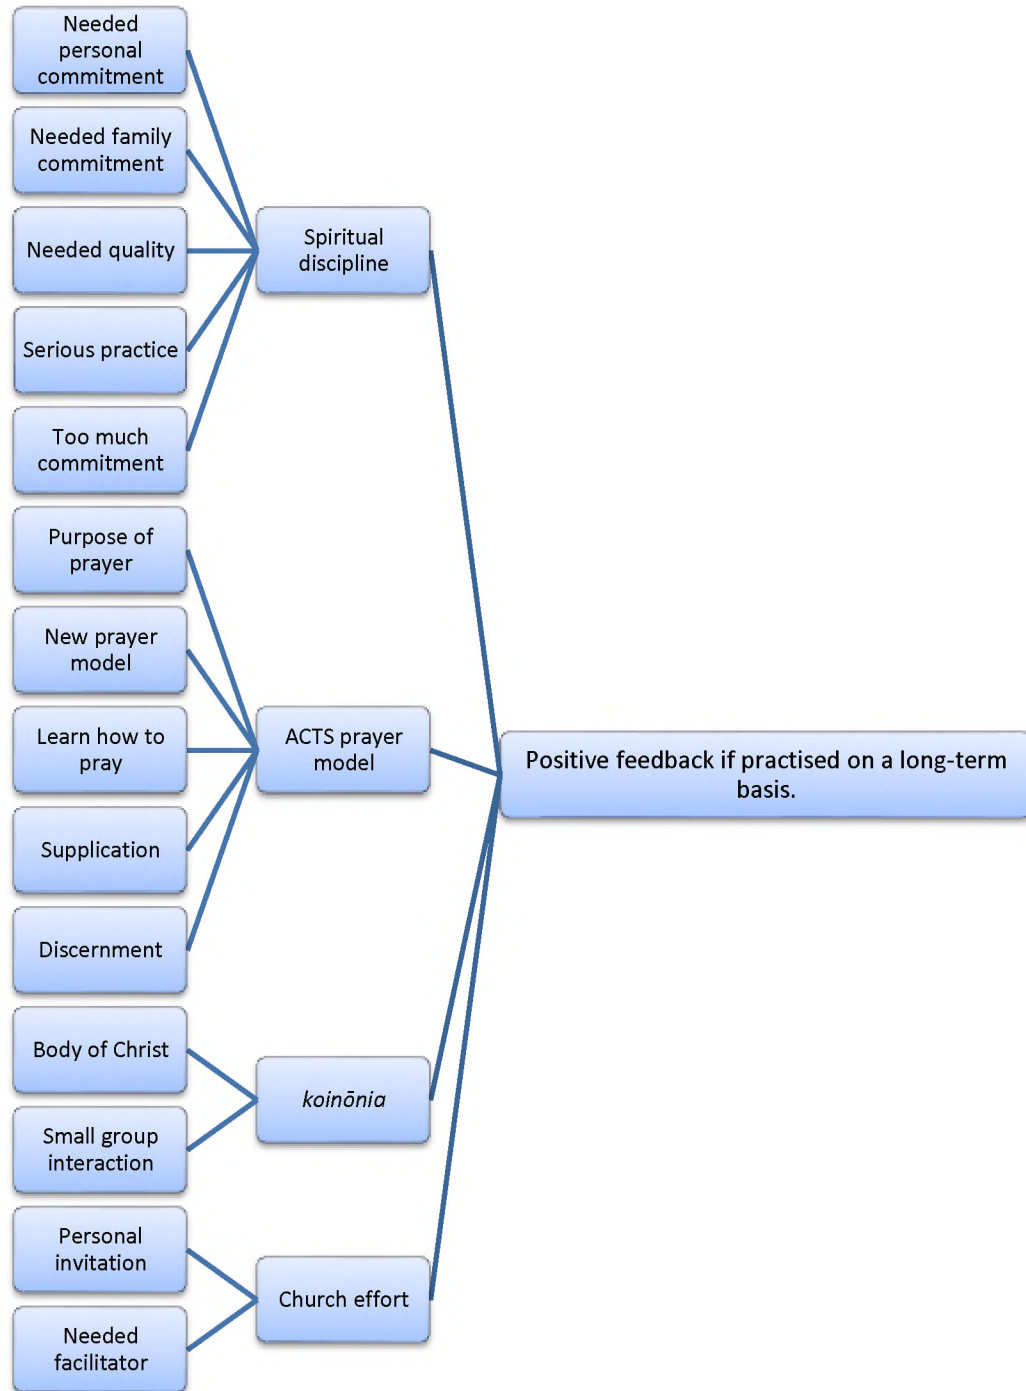 Needed
personal
commitment
Needed family
commitment
Needed quality
Serious practice
Too much
commitment
Purpose of
prayer
New prayer
model
Learn how to
pray
Supplication
Discernment
Body of Christ
Small group
interaction
Personal
invitation
Needed
facilitator
Spiritual
discipline
ACTS prayer
model
koinōnia
Church effort
Positive feedback if practised on a long-term
basis.